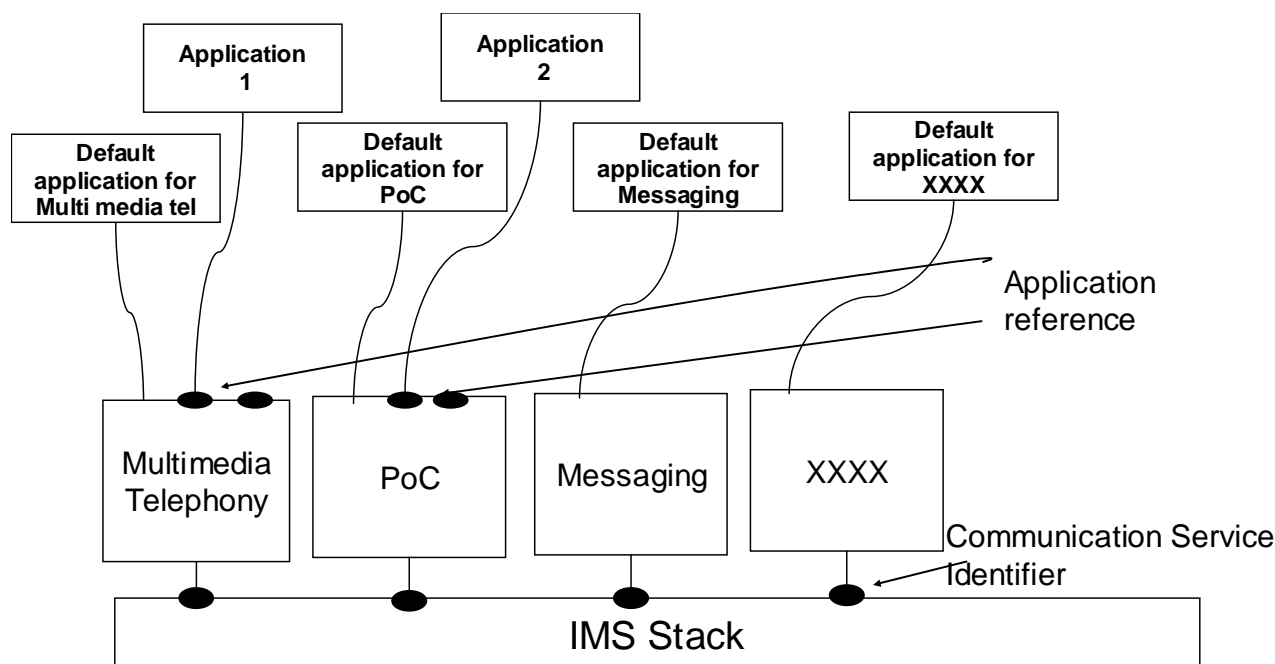 Application
1
Application
2
Default
application for
Multi media tel
Default
application for
PoC
Default
application for
Messaging
Default
application for
XXXX
Application
reference
Multimedia
Telephony
PoC
Messaging
XXXX
Communication Service
Identifier
IMS Stack